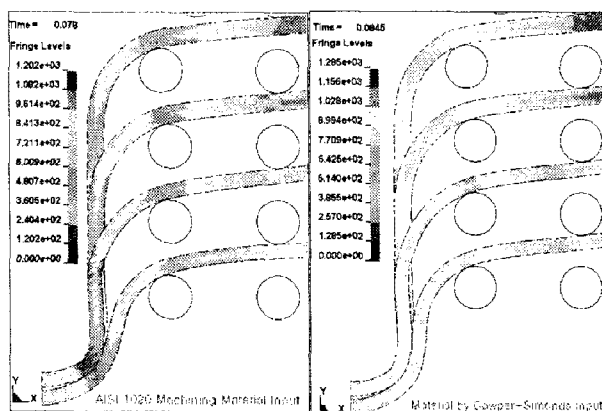 Time = 0.078
Fringe Levels
1.202e+03
1.082e+03
9.614e+02
8.413e+02
7.211e+02
6.009e+02
4.807e+02
3.605e+02
2.404e+02
1.202e+02
0.000e+00
Y
X
AISI 1020 Machining Material Input
Time = 0.0845
Fringe Levels
1.285e+03
1.156e+03
1.028e+03
8.994e+02
7.709e+02
6.425e+02
5.140e+02
3.855e+02
2.570e+02
1.285e+02
0.000e+00
Y
X
Material by Cowper-Simonds Input